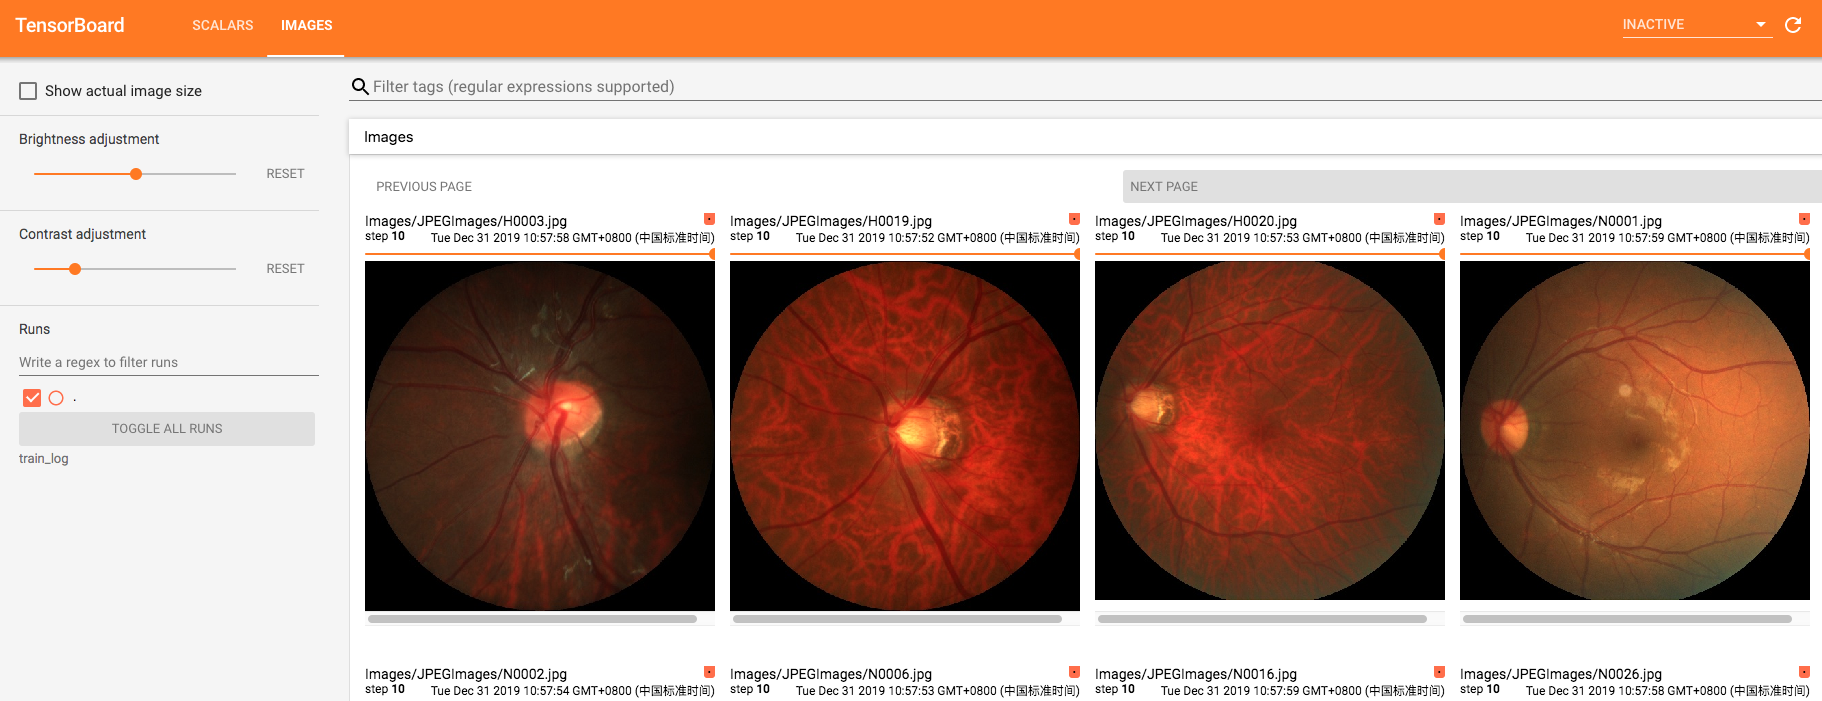 TensorBoard
SCALARS
IMAGES
INACTIVE
Show actual image size
Brightness adjustment
RESET
Contrast adjustment
RESET
Runs
Write a regex to filter runs
.
TOGGLE ALL RUNS
train_log
Filter tags (regular expressions supported)
Images
PREVIOUS PAGE
NEXT PAGE
Images/JPEGImages/H0003.jpg
step 10 Tue Dec 31 2019 10:57:58 GMT+0800 (中国标准时间)
Images/JPEGImages/H0019.jpg
step 10 Tue Dec 31 2019 10:57:52 GMT+0800 (中国标准时间)
Images/JPEGImages/H0020.jpg
step 10 Tue Dec 31 2019 10:57:53 GMT+0800 (中国标准时间)
Images/JPEGImages/N0001.jpg
step 10 Tue Dec 31 2019 10:57:59 GMT+0800 (中国标准时间)
Images/JPEGImages/N0002.jpg
step 10 Tue Dec 31 2019 10:57:54 GMT+0800 (中国标准时间)
Images/JPEGImages/N0006.jpg
step 10 Tue Dec 31 2019 10:57:53 GMT+0800 (中国标准时间)
Images/JPEGImages/N0016.jpg
step 10 Tue Dec 31 2019 10:57:59 GMT+0800 (中国标准时间)
Images/JPEGImages/N0026.jpg
step 10 Tue Dec 31 2019 10:57:58 GMT+0800 (中国标准时间)